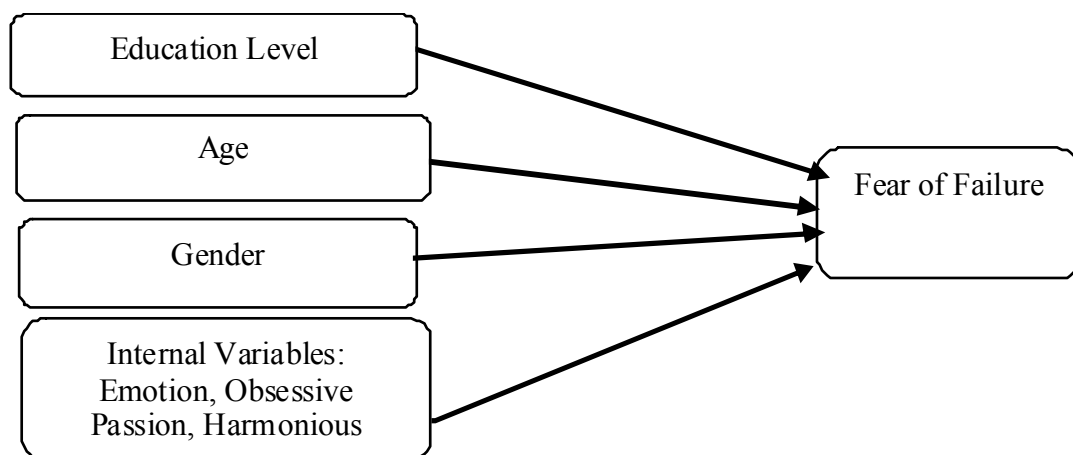 Education Level
Age
Fear of Failure
Gender
Internal Variables:
Emotion, Obsessive
Passion, Harmonious